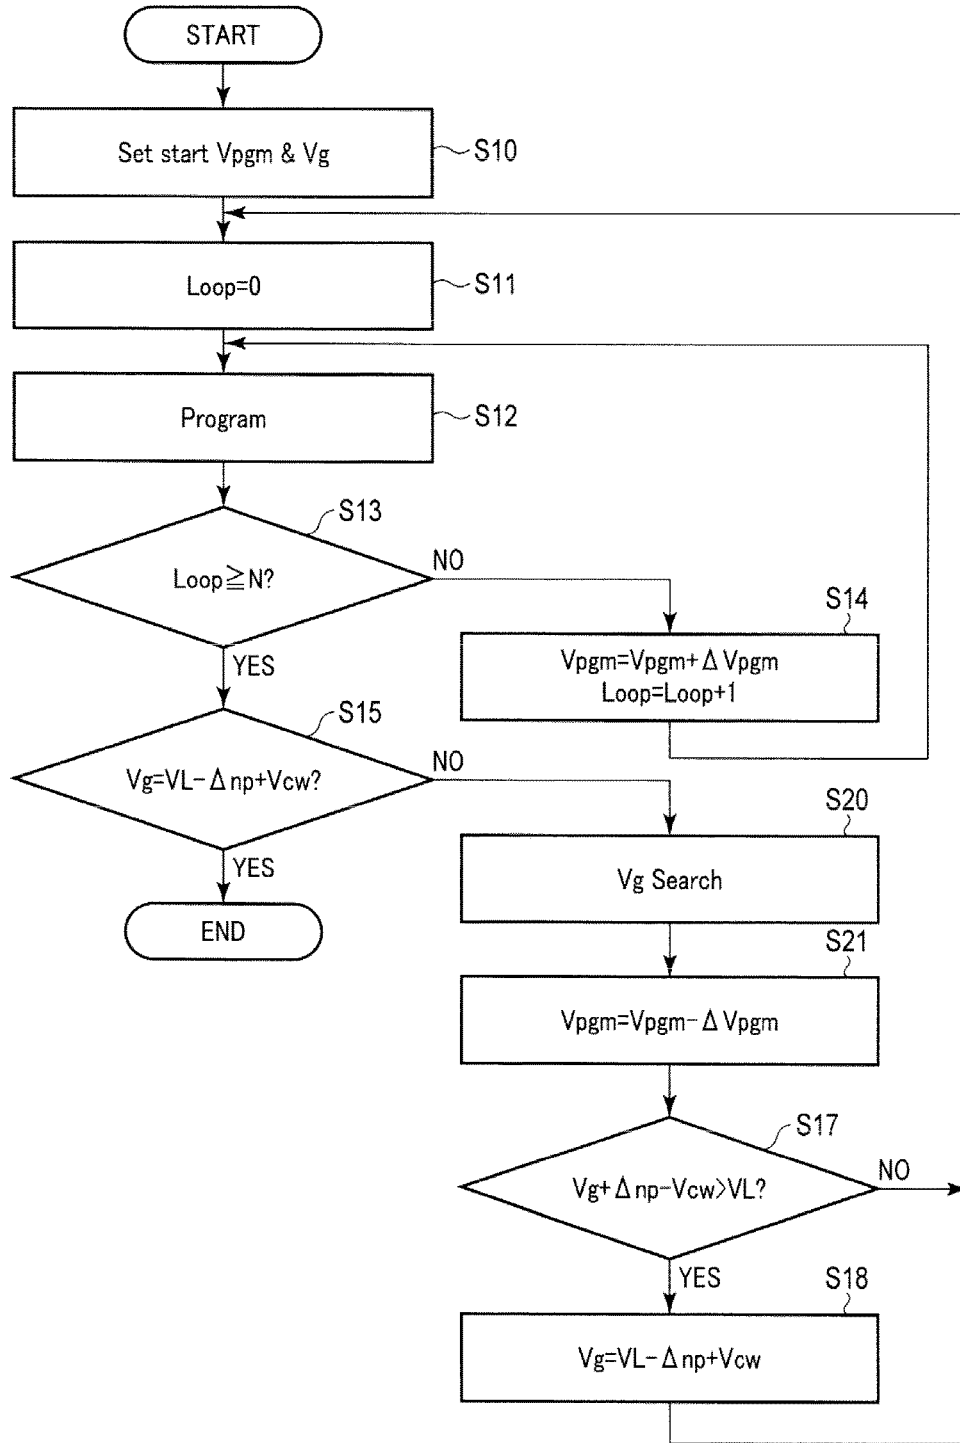 START
Set start Vpgm & Vg
S10
Loop=0
S11
Program
S12
S13
Loop≧N?
NO
YES
S14
Vpgm=Vpgm+ΔVpgm
Loop=Loop+1
S15
Vg=VL-Δnp+Vcw?
NO
YES
END
S20
Vg Search
S21
Vpgm=Vpgm-ΔVpgm
S17
Vg+Δnp-Vcw>VL?
NO
YES
S18
Vg=VL-Δnp+Vcw